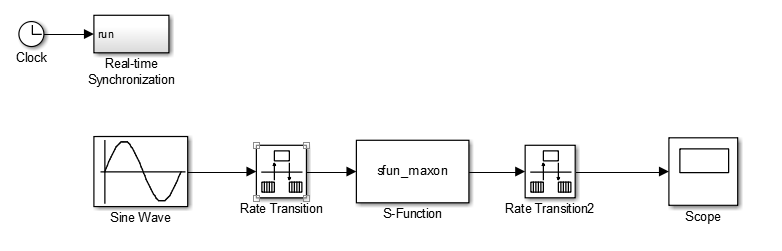 run
Clock
Real-time
Synchronization
sfun_maxon
Sine Wave
Rate Transition
S-Function
Rate Transition2
Scope